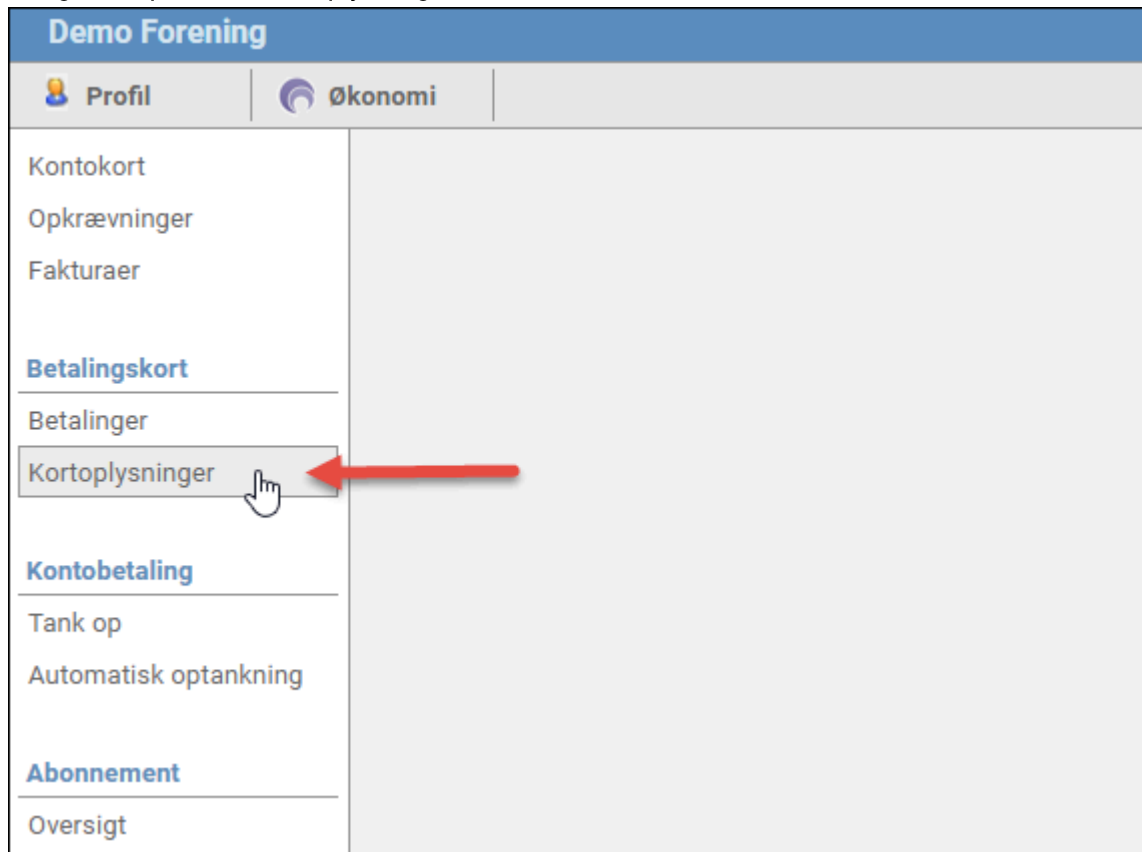 Demo Forening
Profil Økonomi
Kontokort
Opkrævninger
Fakturaer
Betalingskort
Betalinger
Kortoplysninger
Kontobetaling
Tank op
Automatisk optankning
Abonnement
Oversigt